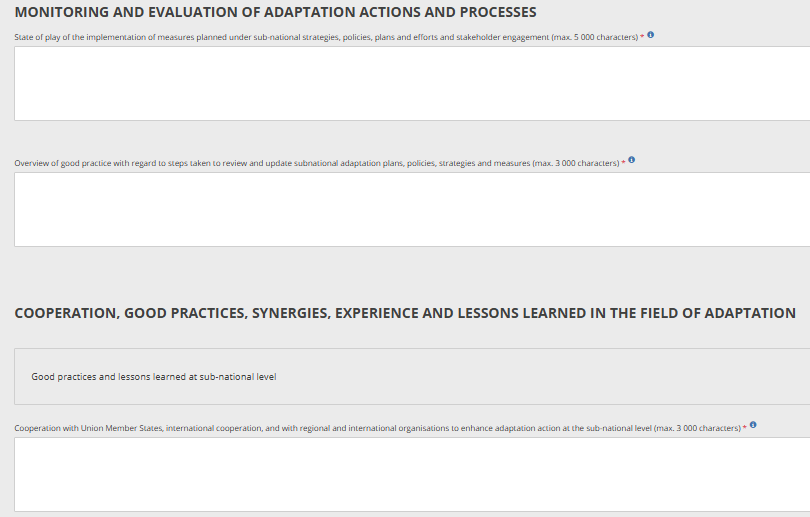 MONITORING AND EVALUATION OF ADAPTATION ACTIONS AND PROCESSES
State of play of the implementation of measures planned under sub-national strategies, policies, plans and efforts and stakeholder engagement (max. 5 000 characters) *
Overview of good practice with regard to steps taken to review and update subnational adaptation plans, policies, strategies and measures (max. 3 000 characters) *
COOPERATION, GOOD PRACTICES, SYNERGIES, EXPERIENCE AND LESSONS LEARNED IN THE FIELD OF ADAPTATION
Good practices and lessons learned at sub-national level
Cooperation with Union Member States, international cooperation, and with regional and international organisations to enhance adaptation action at the sub-national level (max. 3 000 characters) *